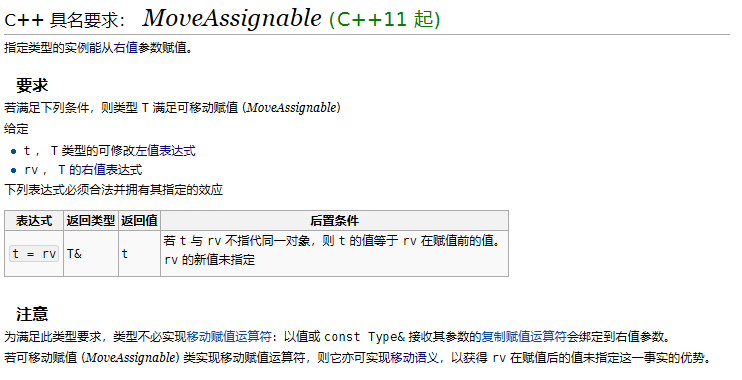 C++ 具名要求： MoveAssignable (C++11 起)
指定类型的实例能从右值参数赋值。
要求
若满足下列条件，则类型 T 满足可移动赋值 (MoveAssignable)
给定
t ， T 类型的可修改左值表达式
rv ， T 的右值表达式
下列表达式必须合法并拥有其指定的效应
表达式 返回类型 返回值 后置条件
t = rv T& t 若 t 与 rv 不指代同一对象，则 t 的值等于 rv 在赋值前的值。
rv 的新值未指定
注意
为满足此类型要求，类型不必实现移动赋值运算符：以值或 const Type& 接收其参数的复制赋值运算符会绑定到右值参数。
若可移动赋值 (MoveAssignable) 类实现移动赋值运算符，则它亦可实现移动语义，以获得 rv 在赋值后的值未指定这一事实的优势。